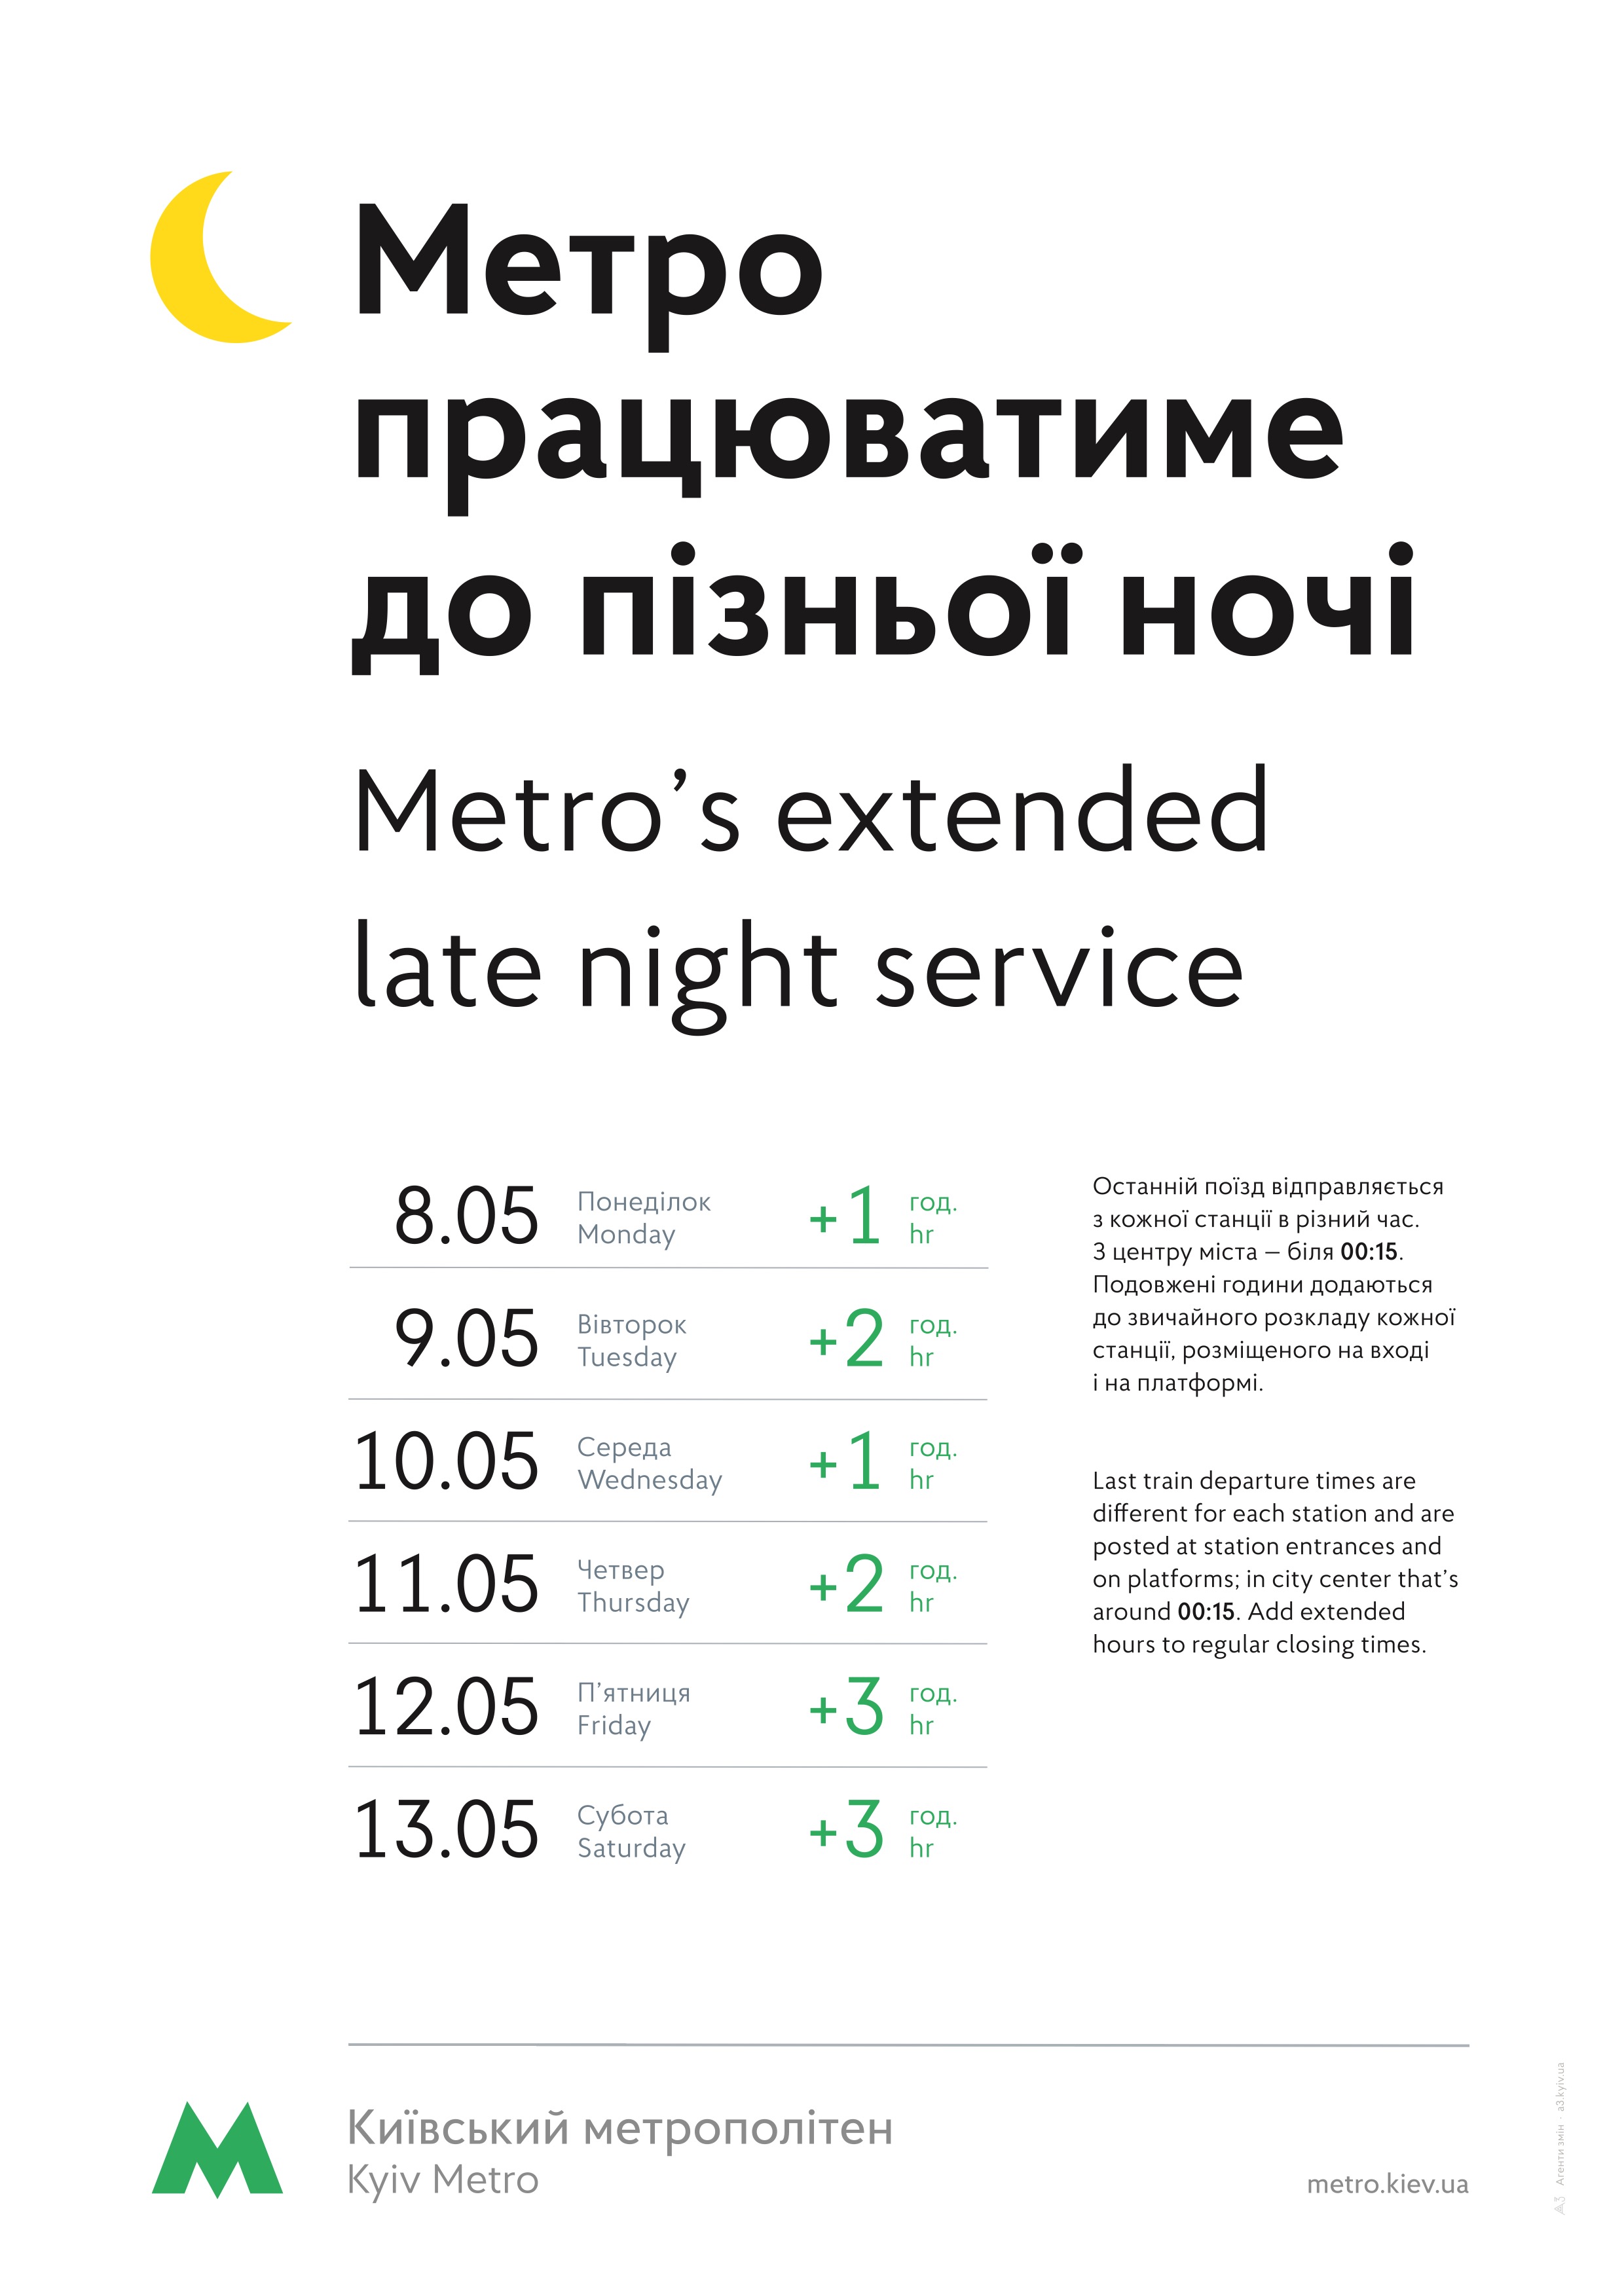 Метро
працюватиме
до пізньої ночі
Metro’s extended
late night service
8.05 Понеділок +1 год.
Monday hr
9.05 Вівторок +2 год.
Tuesday hr
10.05 Середа +1 год.
Wednesday hr
11.05 Четвер +2 год.
Thursday hr
12.05 П’ятниця +3 год.
Friday hr
13.05 Субота +3 год.
Saturday hr
Останній поїзд відправляється
з кожної станції в різний час.
З центру міста – біля 00:15.
Подовжені години додаються
до звичайного розкладу кожної
станції, розміщеного на вході
і на платформі.
Last train departure times are
different for each station and are
posted at station entrances and
on platforms; in city center that’s
around 00:15. Add extended
hours to regular closing times.
Київський метрополітен
Kyiv Metro
metro.kiev.ua
А3 Агенти змін · a3.kyiv.ua